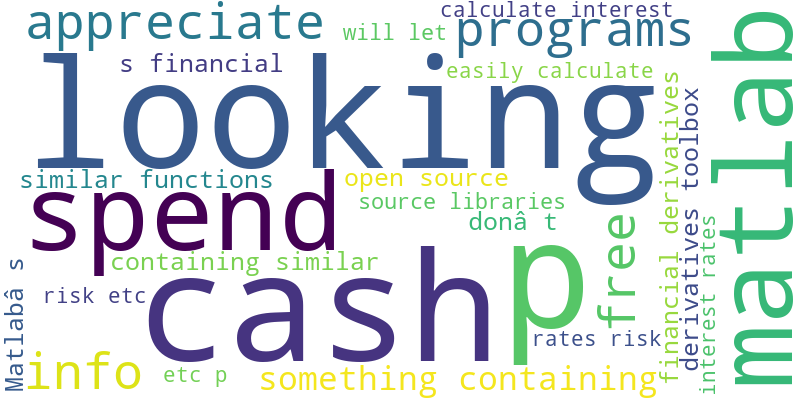 calculate interest
appreciate
will let
programs
s financial
easily calculate
looking
matlab
similar functions
open source
spend
source libraries
donâ t
containing similar
p
free
financial derivatives
derivatives toolbox
interest rates
Matlabâ s
risk etc
cash
rates risk
info
etc p
something containing